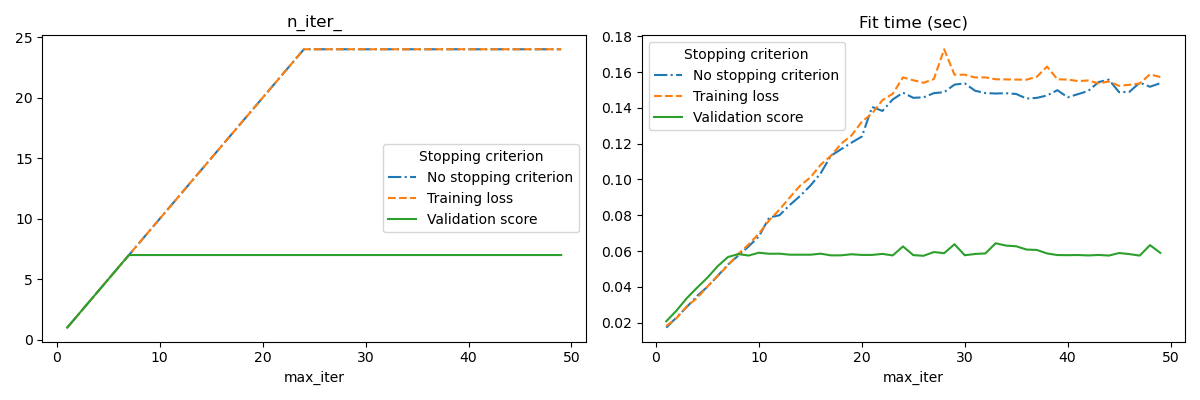 n_iter_
25
20
15
10
5
0
Stopping criterion
No stopping criterion
Training loss
Validation score
0 10 20 30 40 50
max_iter
Fit time (sec)
0.18
0.16
0.14
0.12
0.10
0.08
0.06
0.04
0.02
Stopping criterion
No stopping criterion
Training loss
Validation score
0 10 20 30 40 50
max_iter